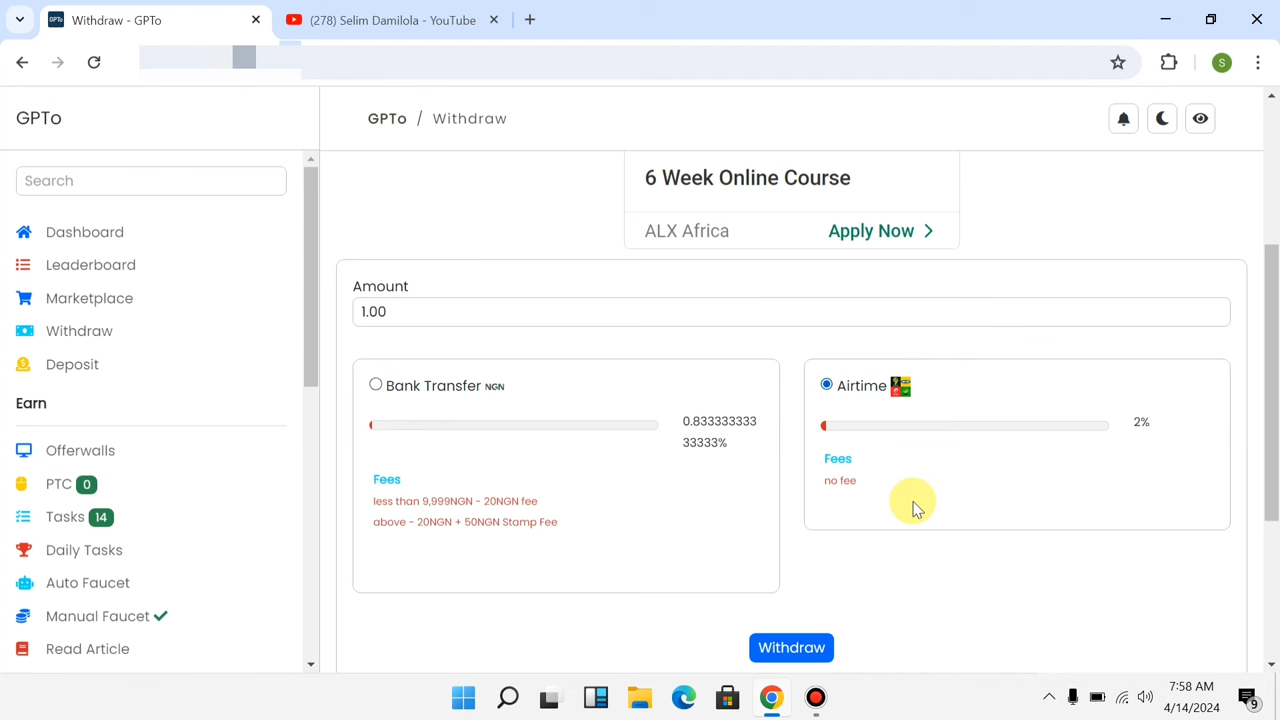 Withdraw - GPTo
(278) Selim Damilola - YouTube
S
GPTo
GPTo / Withdraw
Search
6 Week Online Course
ALX Africa
Apply Now
Dashboard
Leaderboard
Marketplace
Withdraw
Deposit
Earn
Offerwalls
PTC 0
Tasks 14
Daily Tasks
Auto Faucet
Manual Faucet
Read Article
Amount
1.00
Bank Transfer NGN
0.833333333
33333%
Fees
less than 9,999NGN - 20NGN fee
above - 20NGN + 50NGN Stamp Fee
Airtime
2%
Fees
no fee
Withdraw
7:58 AM
4/14/2024
9